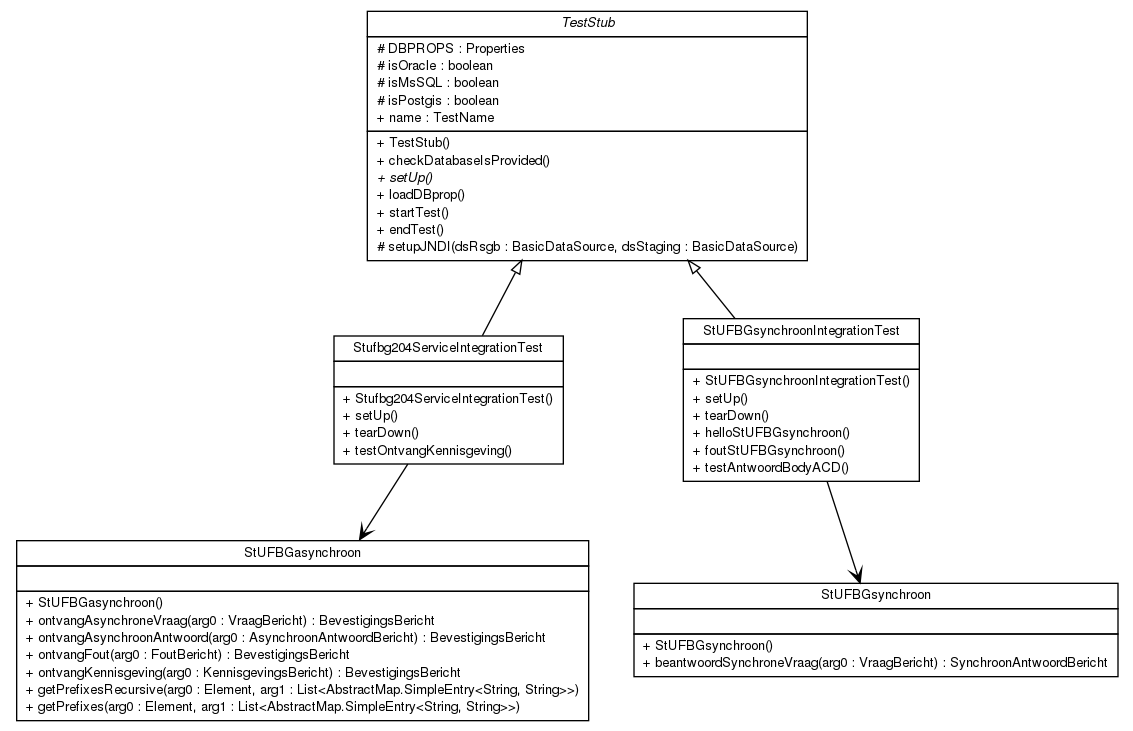 TestStub
# DBPROPS : Properties
# isOracle : boolean
# isMsSQL : boolean
# isPostgis : boolean
+ name : TestName
+ TestStub()
+ checkDatabaseIsProvided()
+ setUp()
+ loadDBprop()
+ startTest()
+ endTest()
# setupJNDI(dsRsgb : BasicDataSource, dsStaging : BasicDataSource)
Stufbg204ServiceIntegrationTest
+ Stufbg204ServiceIntegrationTest()
+ setUp()
+ tearDown()
+ testOntvangKennisgeving()
StUFBGsynchroonIntegrationTest
+ StUFBGsynchroonIntegrationTest()
+ setUp()
+ tearDown()
+ helloStUFBGsynchroon()
+ foutStUFBGsynchroon()
+ testAntwoordBodyACD()
StUFBGasynchroon
+ StUFBGasynchroon()
+ ontvangAsynchroneVraag(arg0 : VraagBericht) : BevestigingsBericht
+ ontvangAsynchroonAntwoord(arg0 : AsynchroonAntwoordBericht) : BevestigingsBericht
+ ontvangFout(arg0 : FoutBericht) : BevestigingsBericht
+ ontvangKennisgeving(arg0 : KennisgevingsBericht) : BevestigingsBericht
+ getPrefixesRecursive(arg0 : Element, arg1 : List<AbstractMap.SimpleEntry<String, String>>)
+ getPrefixes(arg0 : Element, arg1 : List<AbstractMap.SimpleEntry<String, String>>)
StUFBGsynchroon
+ StUFBGsynchroon()
+ beantwoordSynchroneVraag(arg0 : VraagBericht) : SynchroonAntwoordBericht